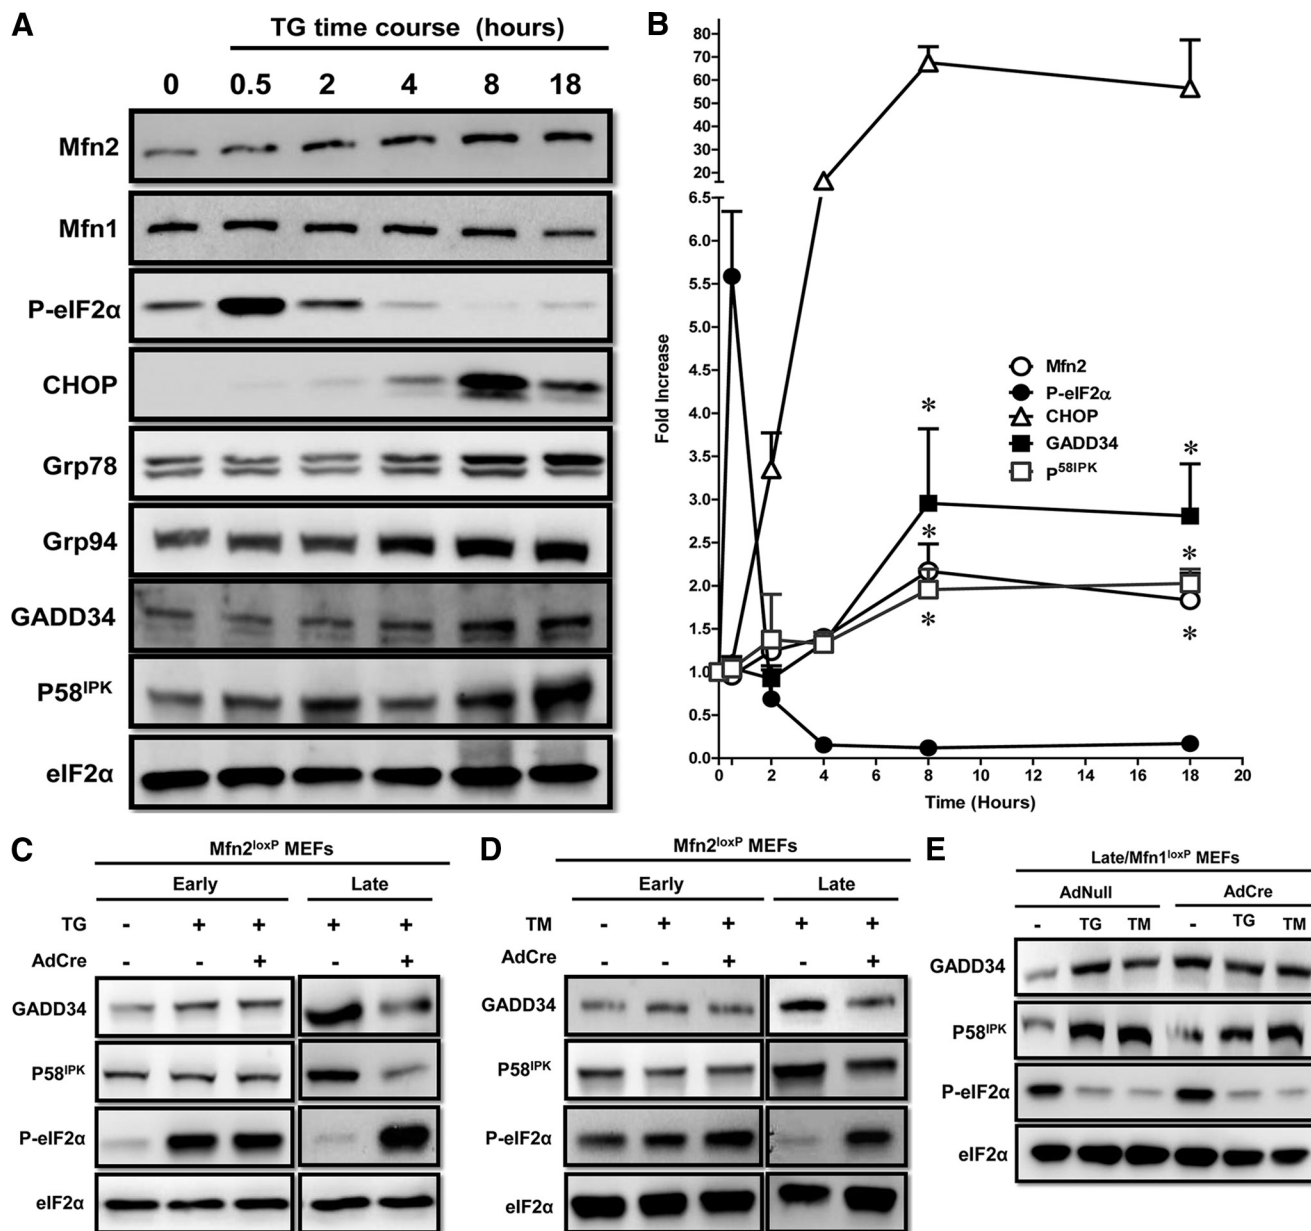 A
TG time course (hours)
0 0.5 2 4 8 18
Mfn2
Mfn1
P-eIF2α
CHOP
Grp78
Grp94
GADD34
P58IPK
eIF2α
B
80
70
60
50
40
30
20
6.5
6.0
5.5
5.0
4.5
4.0
3.5
3.0
2.5
2.0
1.5
1.0
0.5
0.0
Fold Increase
0 2 4 6 8 10 12 14 16 18 20
Time (Hours)
Mfn2
P-eIF2α
CHOP
GADD34
P58IPK
* *
* *
* *
C
Mfn2loxP MEFs
Early Late
TG - + + + +
AdCre - - + - +
GADD34
P58IPK
P-eIF2α
eIF2α
D
Mfn2loxP MEFs
Early Late
TM - + + + +
AdCre - - + - +
GADD34
P58IPK
P-eIF2α
eIF2α
E
Late/Mfn1loxP MEFs
AdNull AdCre
- TG TM - TG TM
GADD34
P58IPK
P-eIF2α
eIF2α